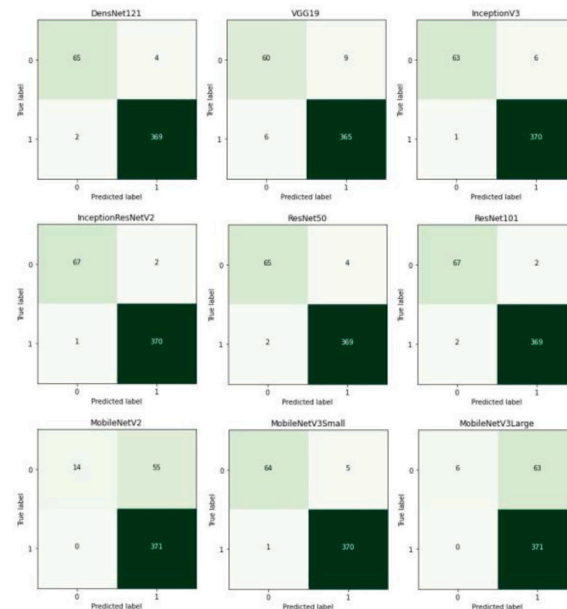 DensNet121 VGG19 InceptionV3
True label 0 65 4 True label 0 60 9 True label 0 63 6
1 2 369 1 6 365 1 1 370
0 1 0 1 0 1
Predicted label Predicted label Predicted label
InceptionResNetV2 ResNet50 ResNet101
True label 0 67 2 True label 0 65 4 True label 0 67 2
1 1 370 1 2 369 1 2 369
0 1 0 1 0 1
Predicted label Predicted label Predicted label
MobileNetV2 MobileNetV3Small MobileNetV3Large
True label 0 14 55 True label 0 64 5 True label 0 6 63
1 0 371 1 1 370 1 0 371
0 1 0 1 0 1
Predicted label Predicted label Predicted label